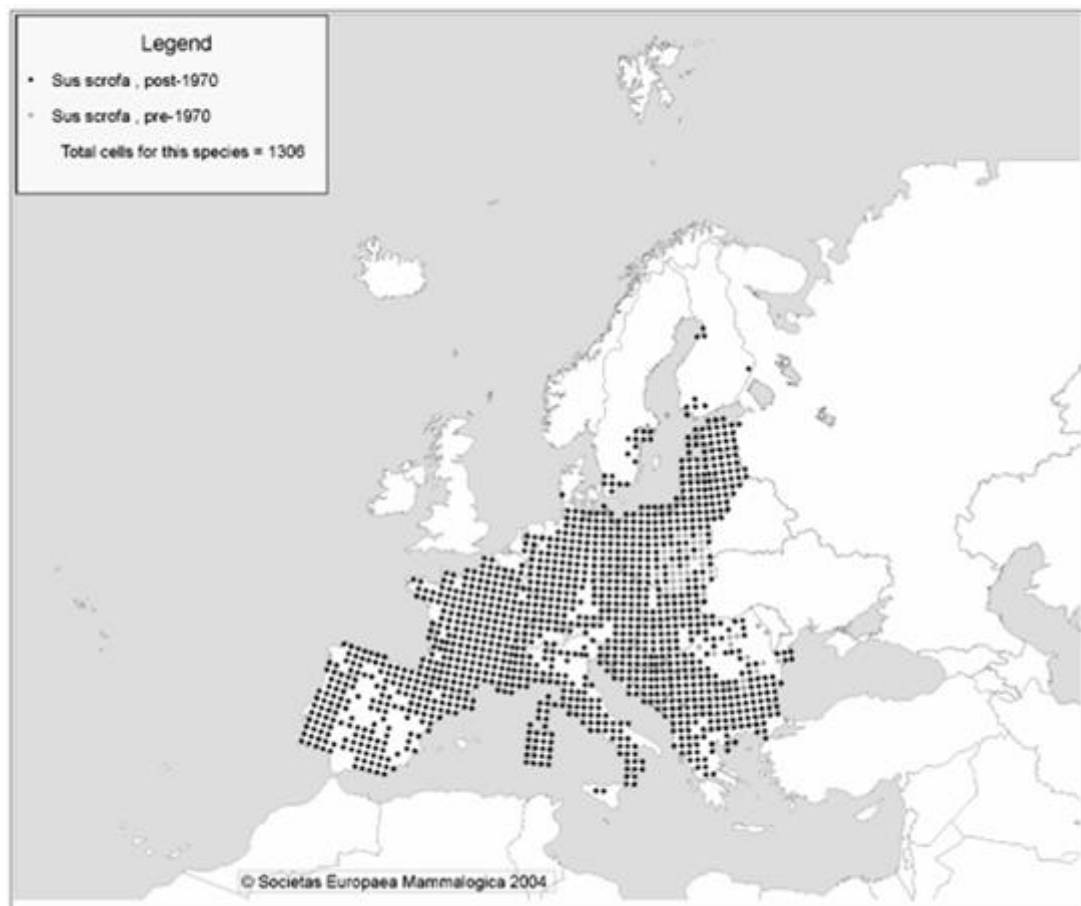 Legend
Sus scrofa , post-1970
Sus scrofa , pre-1970
Total cells for this species = 1306
© Societas Europaea Mammalogica 2004